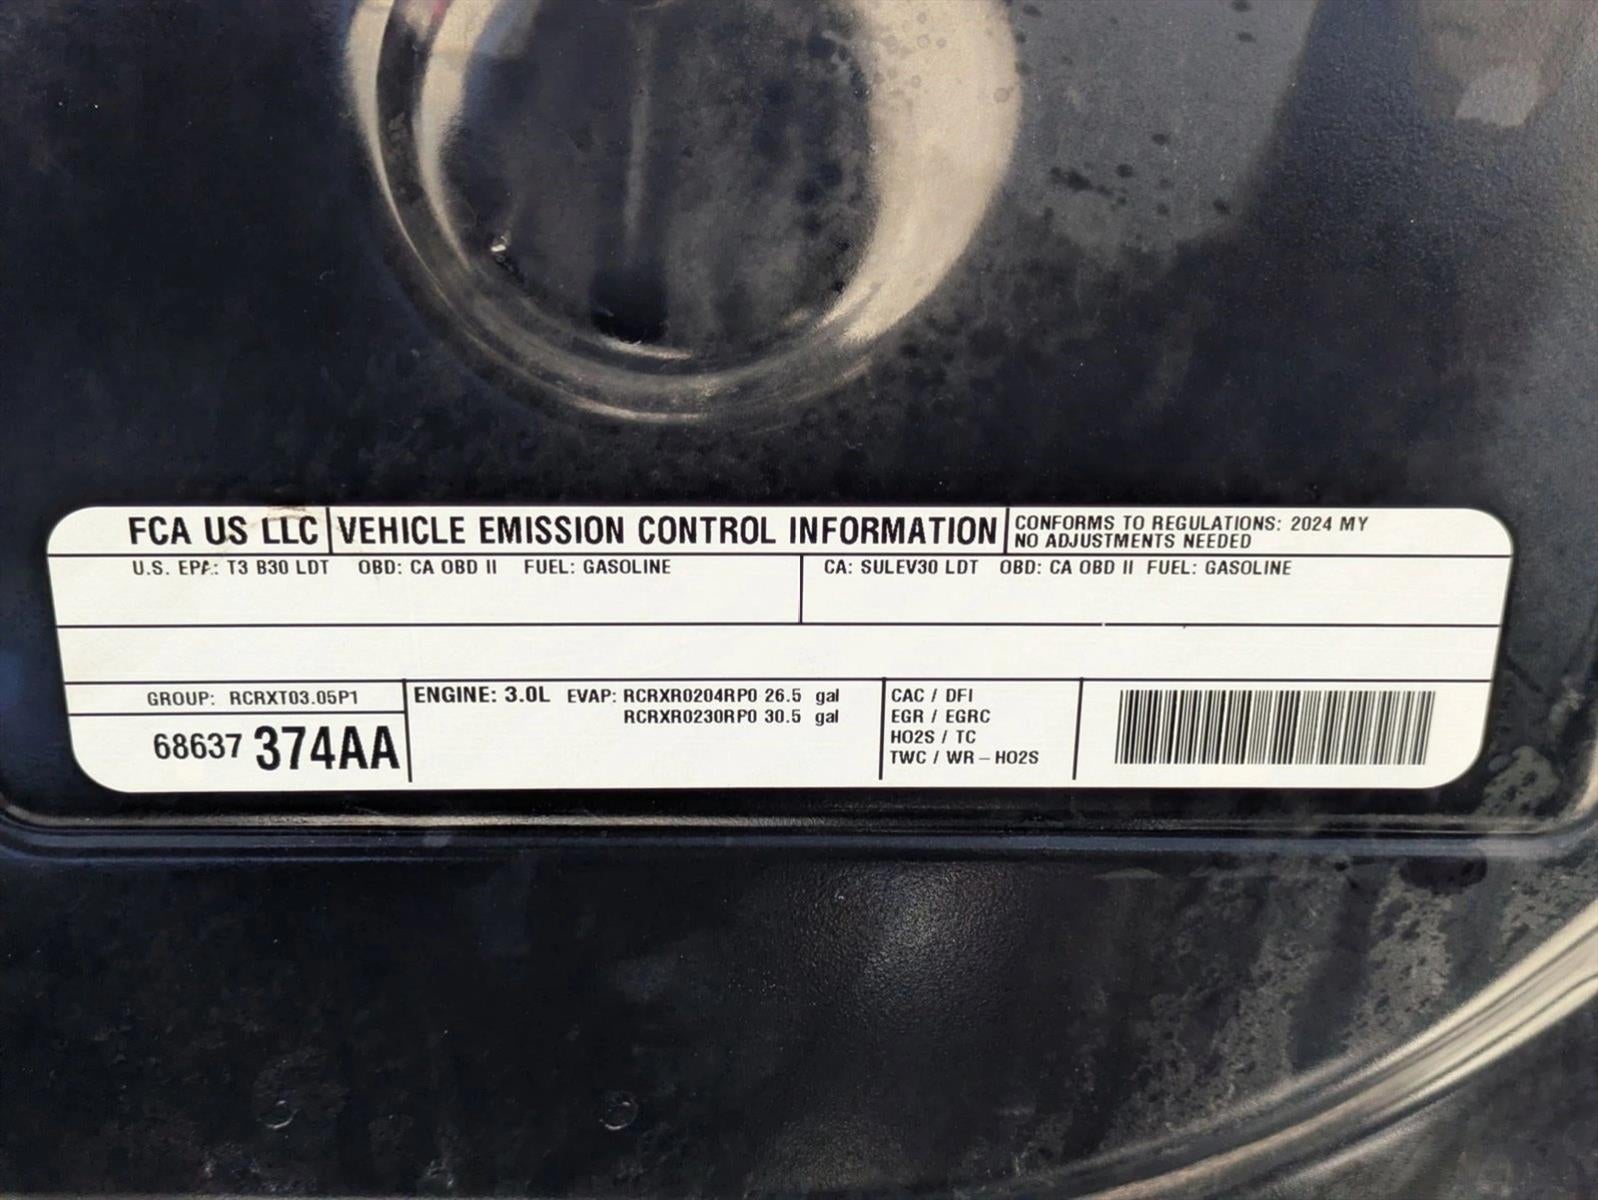 FCA US LLC VEHICLE EMISSION CONTROL INFORMATION CONFORMS TO REGULATIONS: 2024 MY
NO ADJUSTMENTS NEEDED
U.S. EPA: T3 B30 LDT OBD: CA OBD II FUEL: GASOLINE CA: SULEV30 LDT OBD: CA OBD II FUEL: GASOLINE
GROUP: RCRXT03.05P1
68637 374AA
ENGINE: 3.0L EVAP: RCRXR0204RP0 26.5 gal
RCRXR0230RP0 30.5 gal
CAC / DFI
EGR / EGRC
HO2S / TC
TWC / WR-HO2S